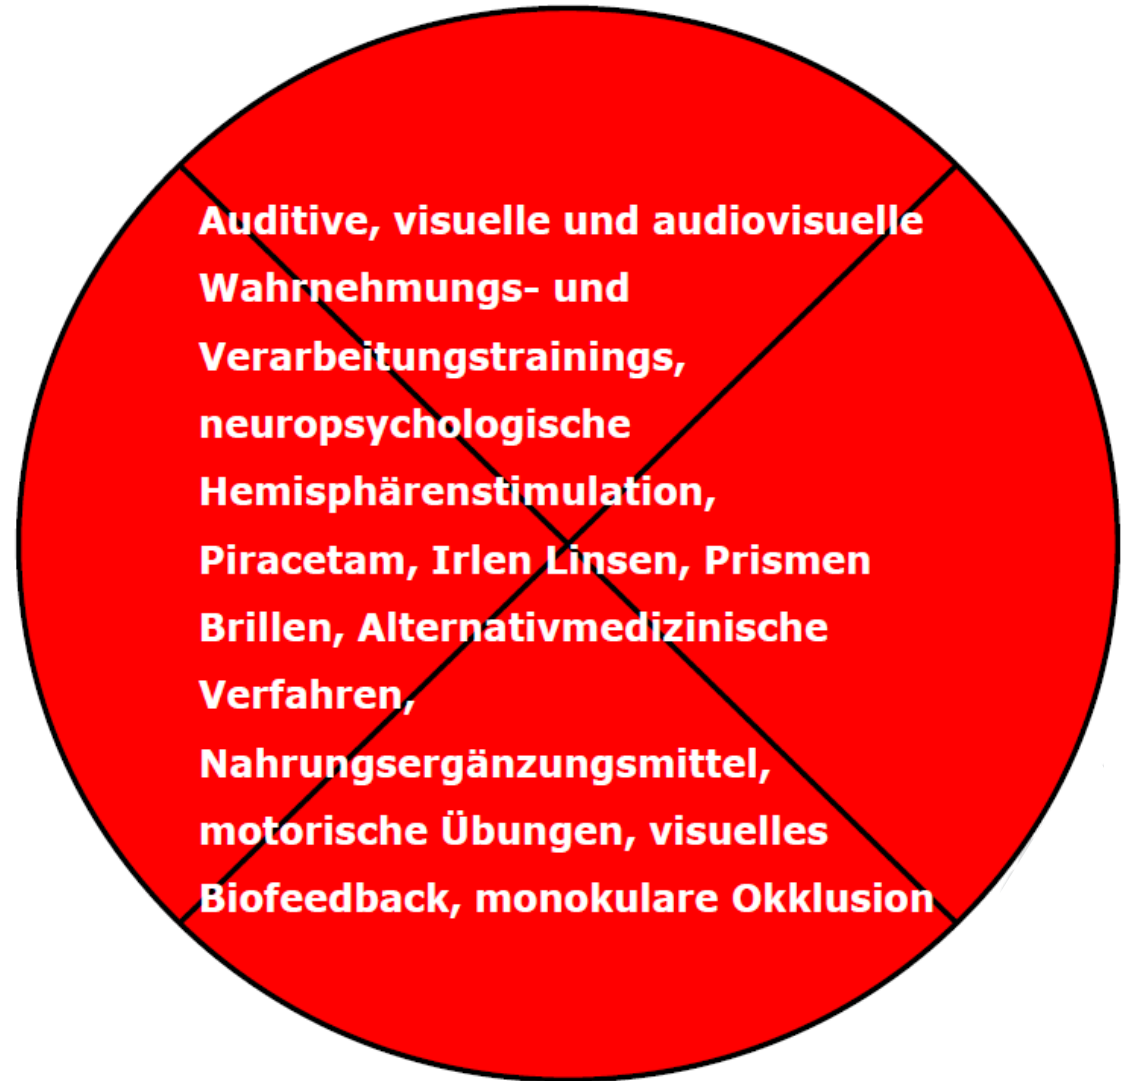 Auditive, visuelle und audiovisuelle
Wahrnehmungs- und
Verarbeitungstrainings,
neuropsychologische
Hemisphärenstimulation,
Piracetam, Irlen Linsen, Prismen
Brillen, Alternativmedizinische
Verfahren,
Nahrungsergänzungsmittel,
motorische Übungen, visuelles
Biofeedback, monokulare Okklusion